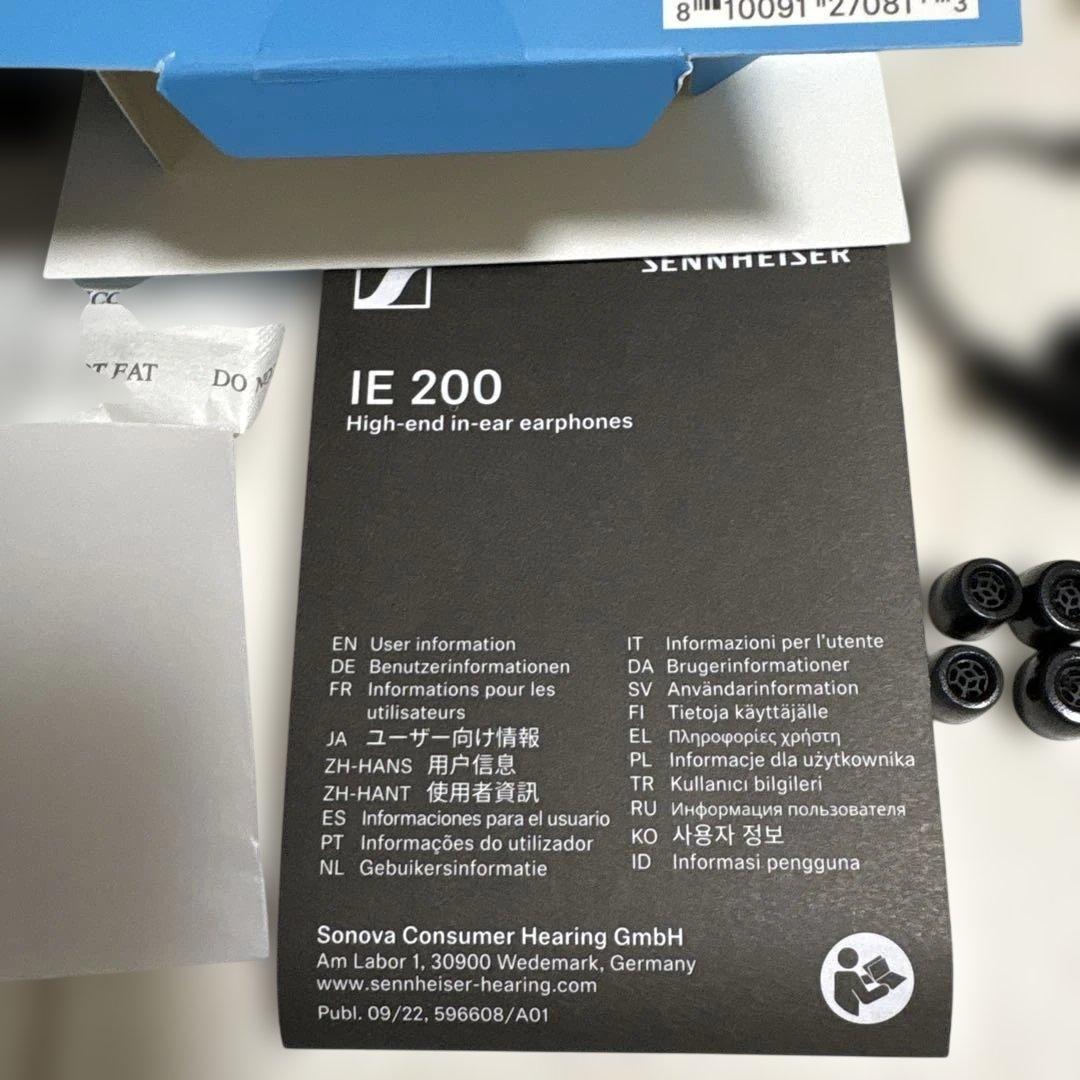 8 10091 27081 3
SENNHEISER
DO
IE 200
High-end in-ear earphones
EN User information
DE Benutzerinformationen
FR Informations pour les
utilisateurs
JA ユーザー向け情報
ZH-HANS 用户信息
ZH-HANT 使用者資訊
ES Informaciones para el usuario
PT Informações do utilizador
NL Gebuikersinformatie
IT Informazioni per l'utente
DA Brugerinformationer
SV Användarinformation
FI Tietoja käyttäjälle
EL Πληροφορίες χρήστη
PL Informacje dla użytkownika
TR Kullanıcı bilgileri
RU Информация пользователя
KO 사용자 정보
ID Informasi pengguna
Sonova Consumer Hearing GmbH
Am Labor 1, 30900 Wedemark, Germany
www.sennheiser-hearing.com
Publ. 09/22, 596608/A01